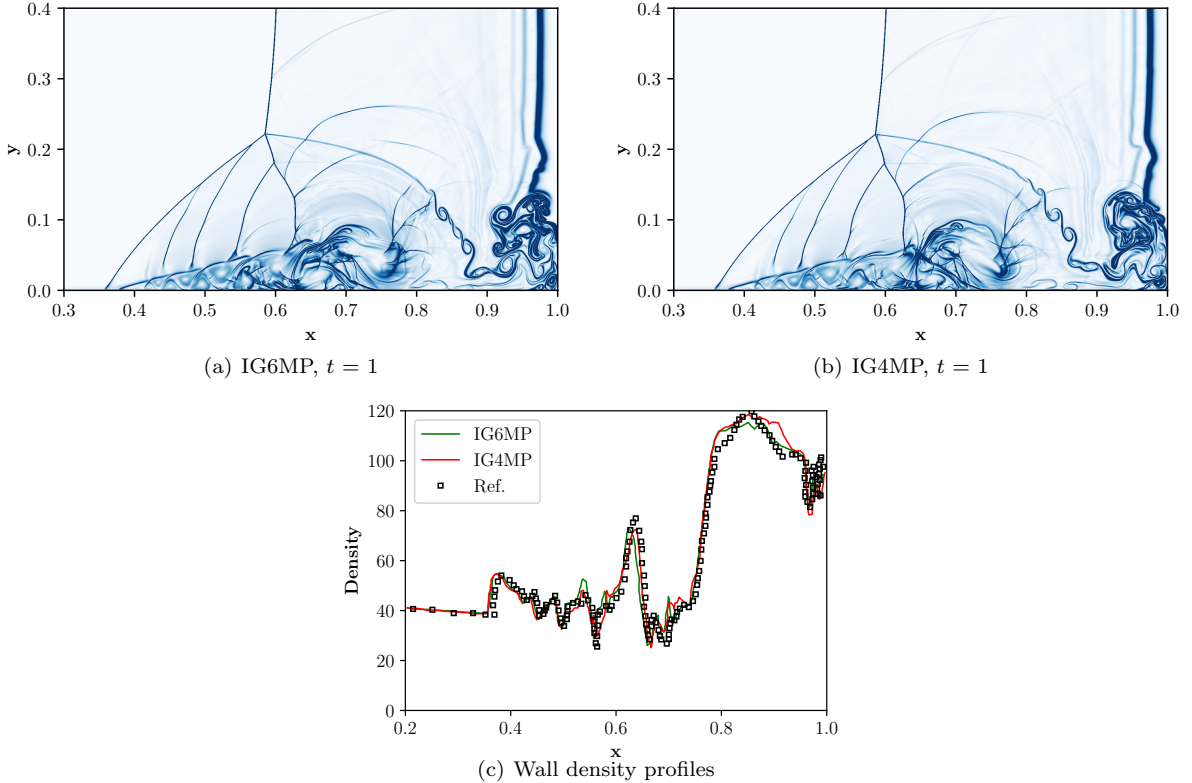 0.4
0.3
0.2
0.1
0.0
y
0.3 0.4 0.5 0.6 0.7 0.8 0.9 1.0
x
(a) IG6MP, t = 1
0.4
0.3
0.2
0.1
0.0
y
0.3 0.4 0.5 0.6 0.7 0.8 0.9 1.0
x
(b) IG4MP, t = 1
120
100
80
60
40
20
0
Density
IG6MP
IG4MP
Ref.
0.2 0.4 0.6 0.8 1.0
x
(c) Wall density profiles